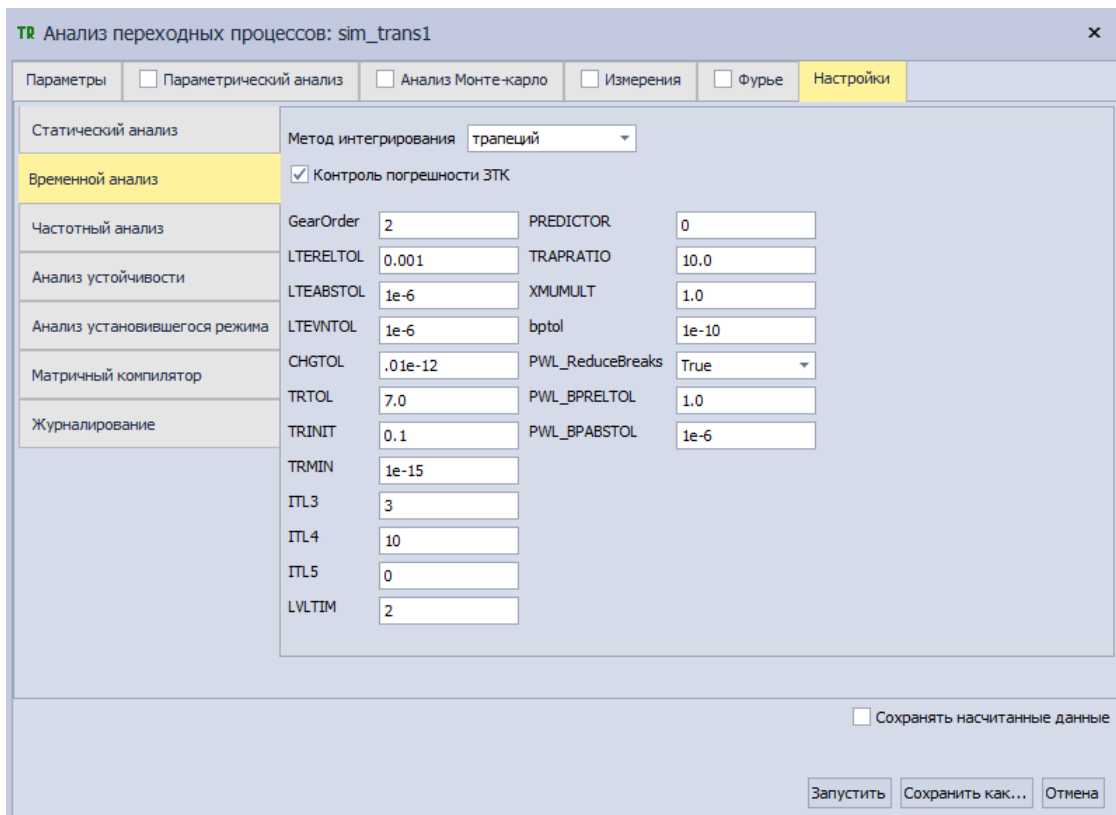 TR Анализ переходных процессов: sim_trans1
Параметры Параметрический анализ Анализ Монте-карло Измерения Фурье Настройки
Статический анализ
Временной анализ
Частотный анализ
Анализ устойчивости
Анализ установившегося режима
Матричный компилятор
Журналирование
Метод интегрирования трапеций
Контроль погрешности ЗТК
GearOrder 2 PREDICTOR 0
LTERELTOL 0.001 TRAPRATIO 10.0
LTEABSTOL 1e-6 XMUMULT 1.0
LTEVNTOL 1e-6 bptol 1e-10
CHGTOL .01e-12 PWL_ReduceBreaks True
TRTOL 7.0 PWL_BPRELTOL 1.0
TRINIT 0.1 PWL_BPABSTOL 1e-6
TRMIN 1e-15
ITL3 3
ITL4 10
ITL5 0
LVLTIM 2
Сохранять насчитанные данные
Запустить Сохранить как... Отмена